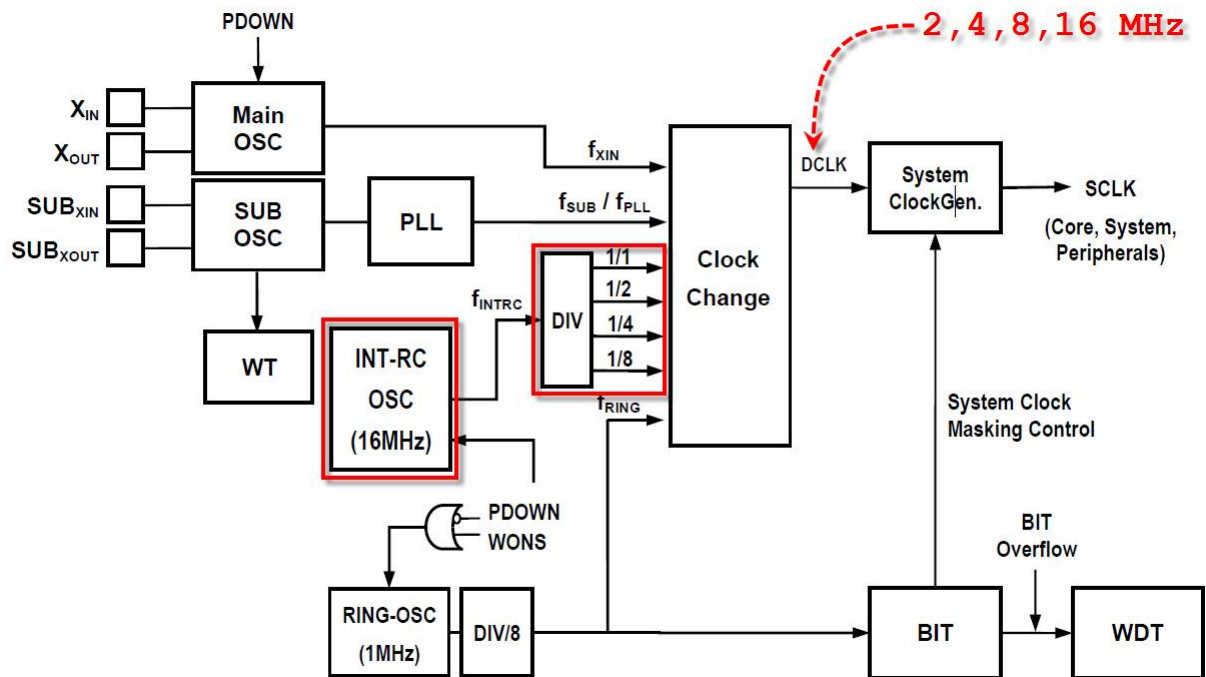 PDOWN
2,4,8,16 MHz
XIN
XOUT
Main
OSC
fXIN
DCLK
System
ClockGen.
SCLK
(Core, System,
Peripherals)
SUBXIN
SUBXOUT
SUB
OSC
PLL
fSUB / fPLL
Clock
Change
WT
fINTRC
DIV
1/1
1/2
1/4
1/8
INT-RC
OSC
(16MHz)
fRING
System Clock
Masking Control
PDOWN
WONS
BIT
Overflow
RING-OSC
(1MHz)
DIV/8
BIT
WDT